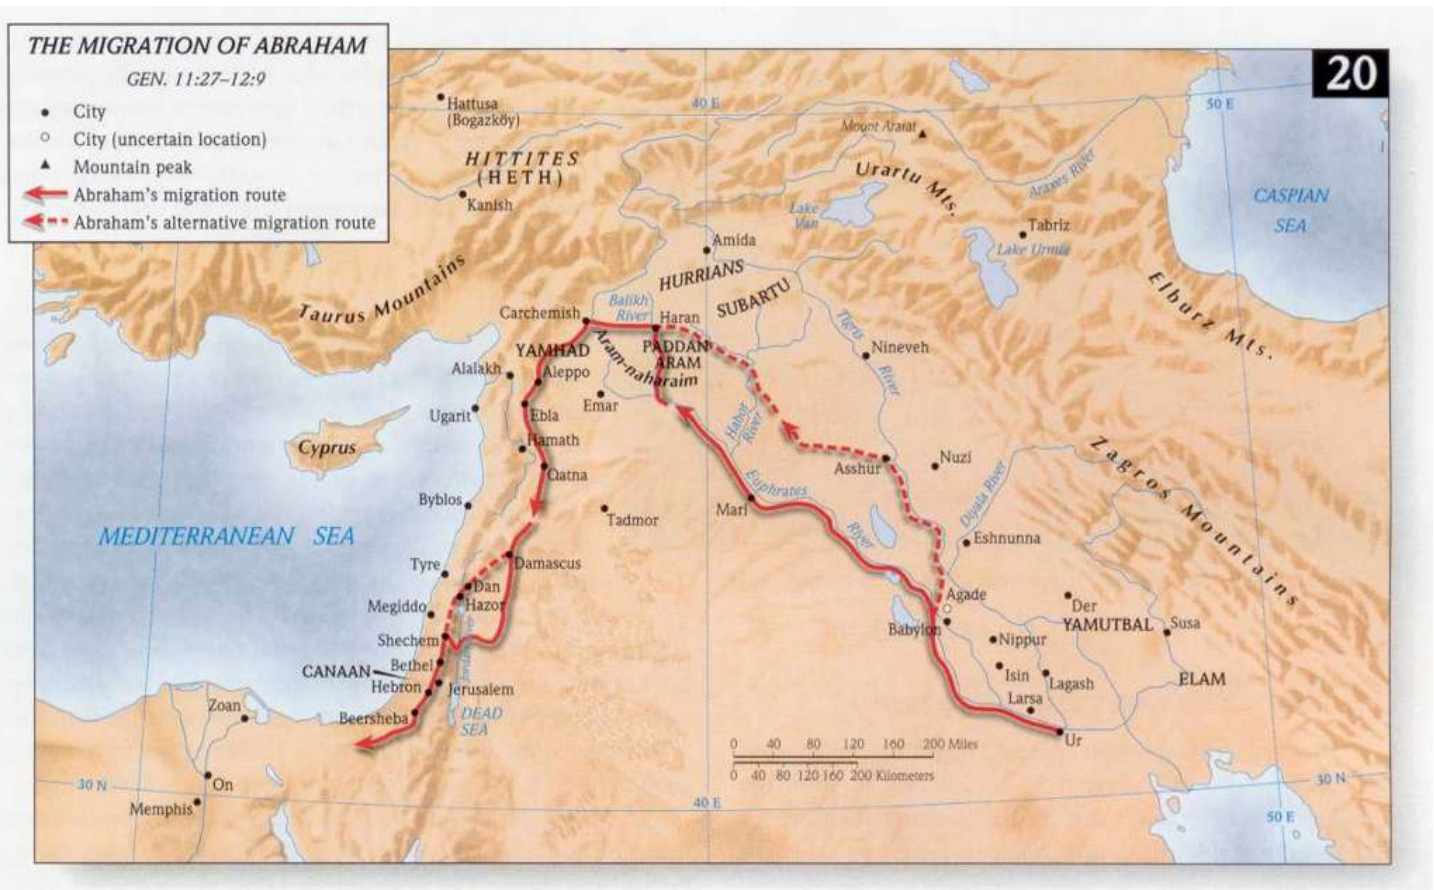 THE MIGRATION OF ABRAHAM
GEN. 11:27–12:9
City
City (uncertain location)
Mountain peak
Abraham's migration route
Abraham's alternative migration route
20
Hattusa
(Bogazköy)
40 E
50 E
Mount Ararat
HITTITES
(HETH)
Kanish
Urartu Mts.
Araxes River
CASPIAN
SEA
Lake
Van
Tabriz
Lake Urmia
Amida
HURRIANS
SUBARTU
Elburz Mts.
Taurus Mountains
Balikh
River
Carchemish
Haran
Tigris
River
Nineveh
YAMHAD
PADDAN
ARAM
Aram-naharaim
Alalakh
Aleppo
Emar
Ugarit
Ebla
Habor
River
Cyprus
Hamath
Qatna
Asshur
Nuzi
Zagros Mountains
Diyala River
Byblos
Tadmor
Mari
Euphrates
River
MEDITERRANEAN SEA
Eshnunna
Tyre
Damascus
Dan
Hazor
Megiddo
Agade
Der
Babylon
YAMUTBAL
Susa
Shechem
Nippur
Bethel
CANAAN
Isin
Lagash
ELAM
Hebron
Jerusalem
Larsa
Zoan
Beersheba
DEAD
SEA
Ur
0 40 80 120 160 200 Miles
0 40 80 120 160 200 Kilometers
30 N
On
30 N
Memphis
40 E
50 E